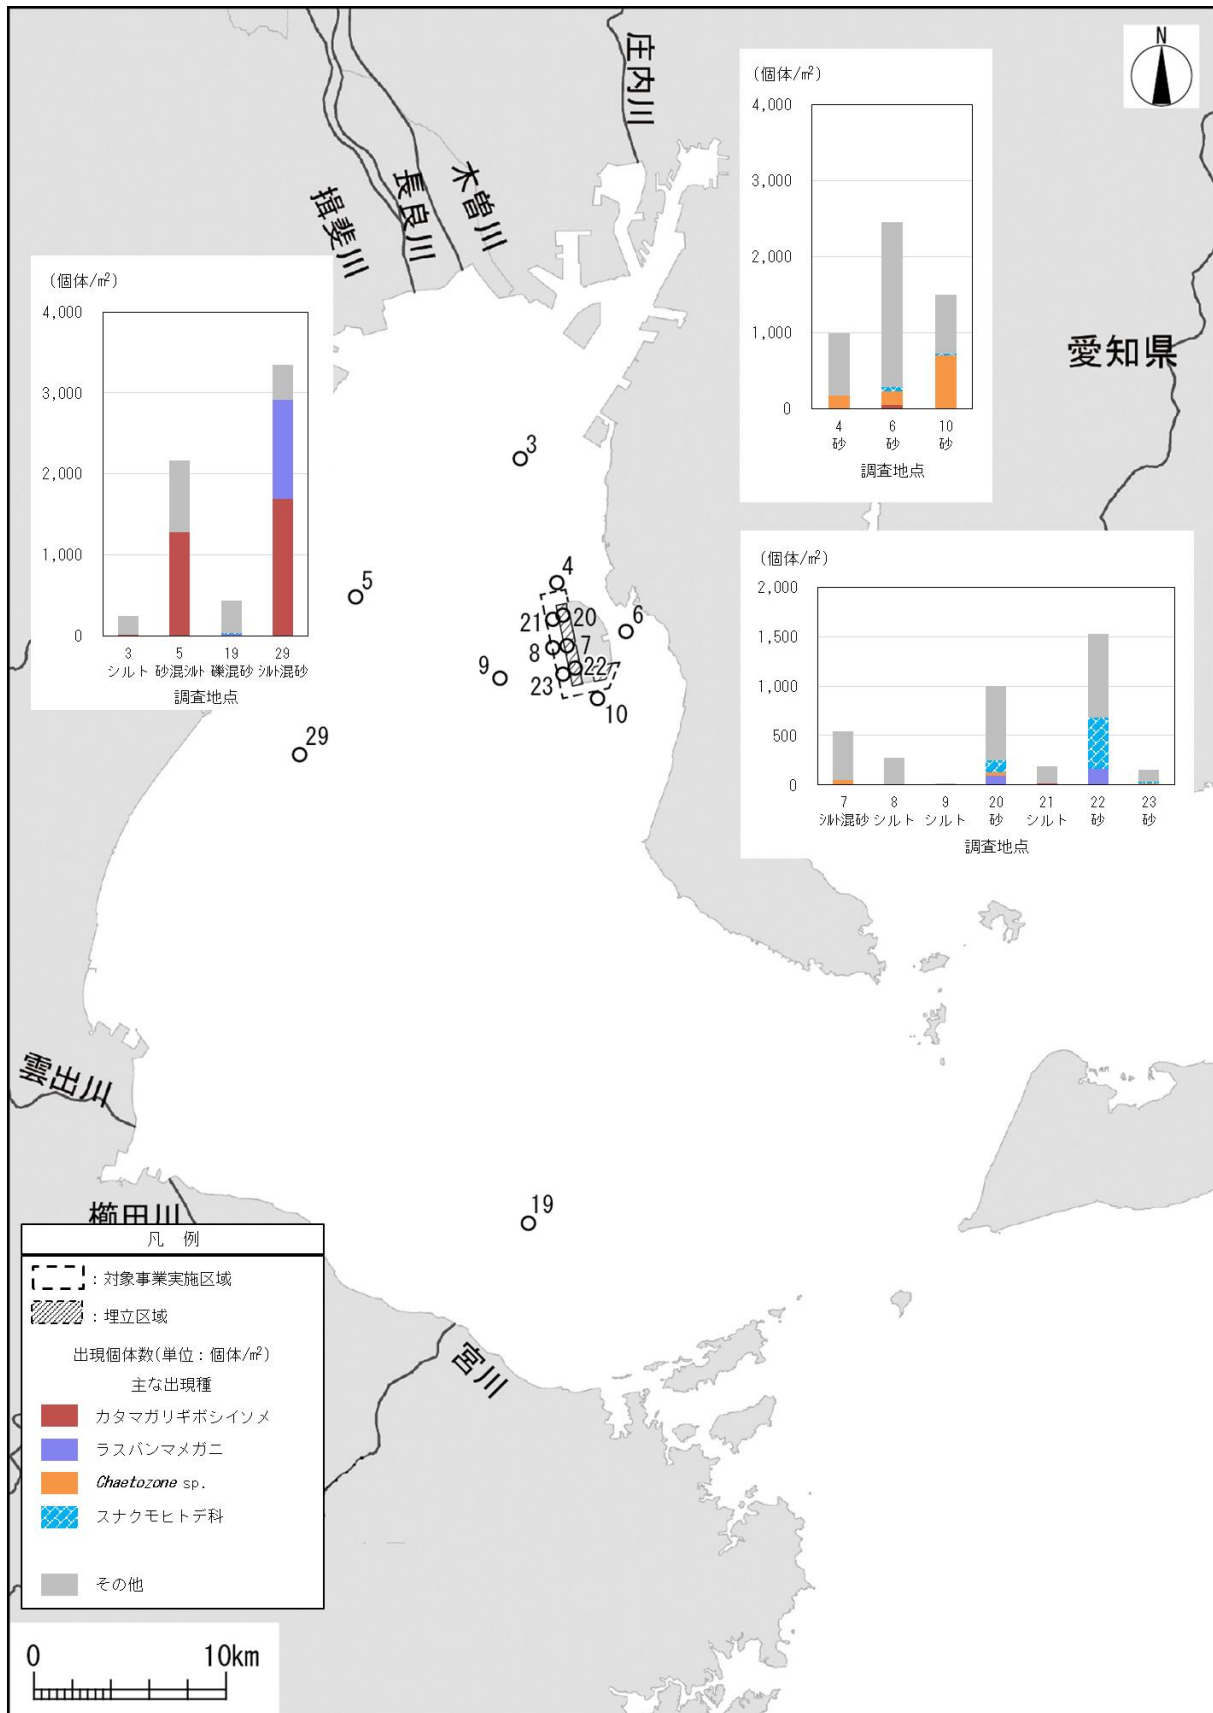 N
庄内川
木曽川
長良川
揖斐川
愛知県
(個体/㎡)
4,000
3,000
2,000
1,000
0
4 6 10
砂 砂 砂
調査地点
(個体/㎡)
4,000
3,000
2,000
1,000
0
3 5 19 29
シルト 砂混シルト 礫混砂 シルト混砂
調査地点
(個体/㎡)
2,000
1,500
1,000
500
0
7 8 9 20 21 22 23
シルト混砂 シルト シルト 砂 シルト 砂 砂
調査地点
3
4
5
20
21
6
7
8
22
9
23
10
29
雲出川
櫛田川
19
宮川
凡 例
:対象事業実施区域
:埋立区域
出現個体数(単位:個体/㎡)
主な出現種
カタマガリギボシイソメ
ラスバンマメガニ
Chaetozone sp.
スナクモヒトデ科
その他
0 10km